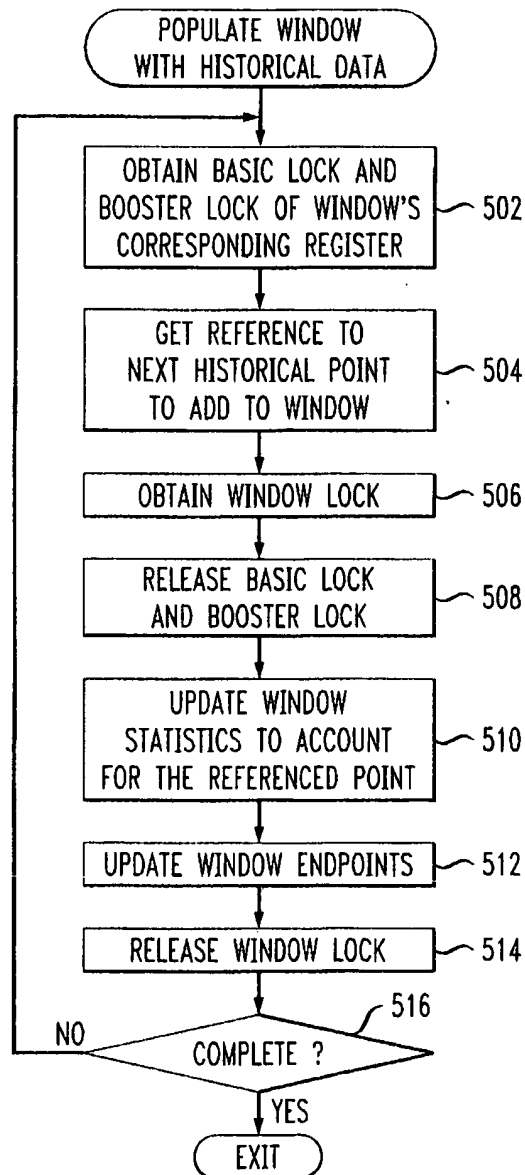 POPULATE WINDOW
WITH HISTORICAL DATA
OBTAIN BASIC LOCK AND
BOOSTER LOCK OF WINDOW'S
CORRESPONDING REGISTER
502
GET REFERENCE TO
NEXT HISTORICAL POINT
TO ADD TO WINDOW
504
OBTAIN WINDOW LOCK
506
RELEASE BASIC LOCK
AND BOOSTER LOCK
508
UPDATE WINDOW
STATISTICS TO ACCOUNT
FOR THE REFERENCED POINT
510
UPDATE WINDOW ENDPOINTS
512
RELEASE WINDOW LOCK
514
516
NO
COMPLETE ?
YES
EXIT